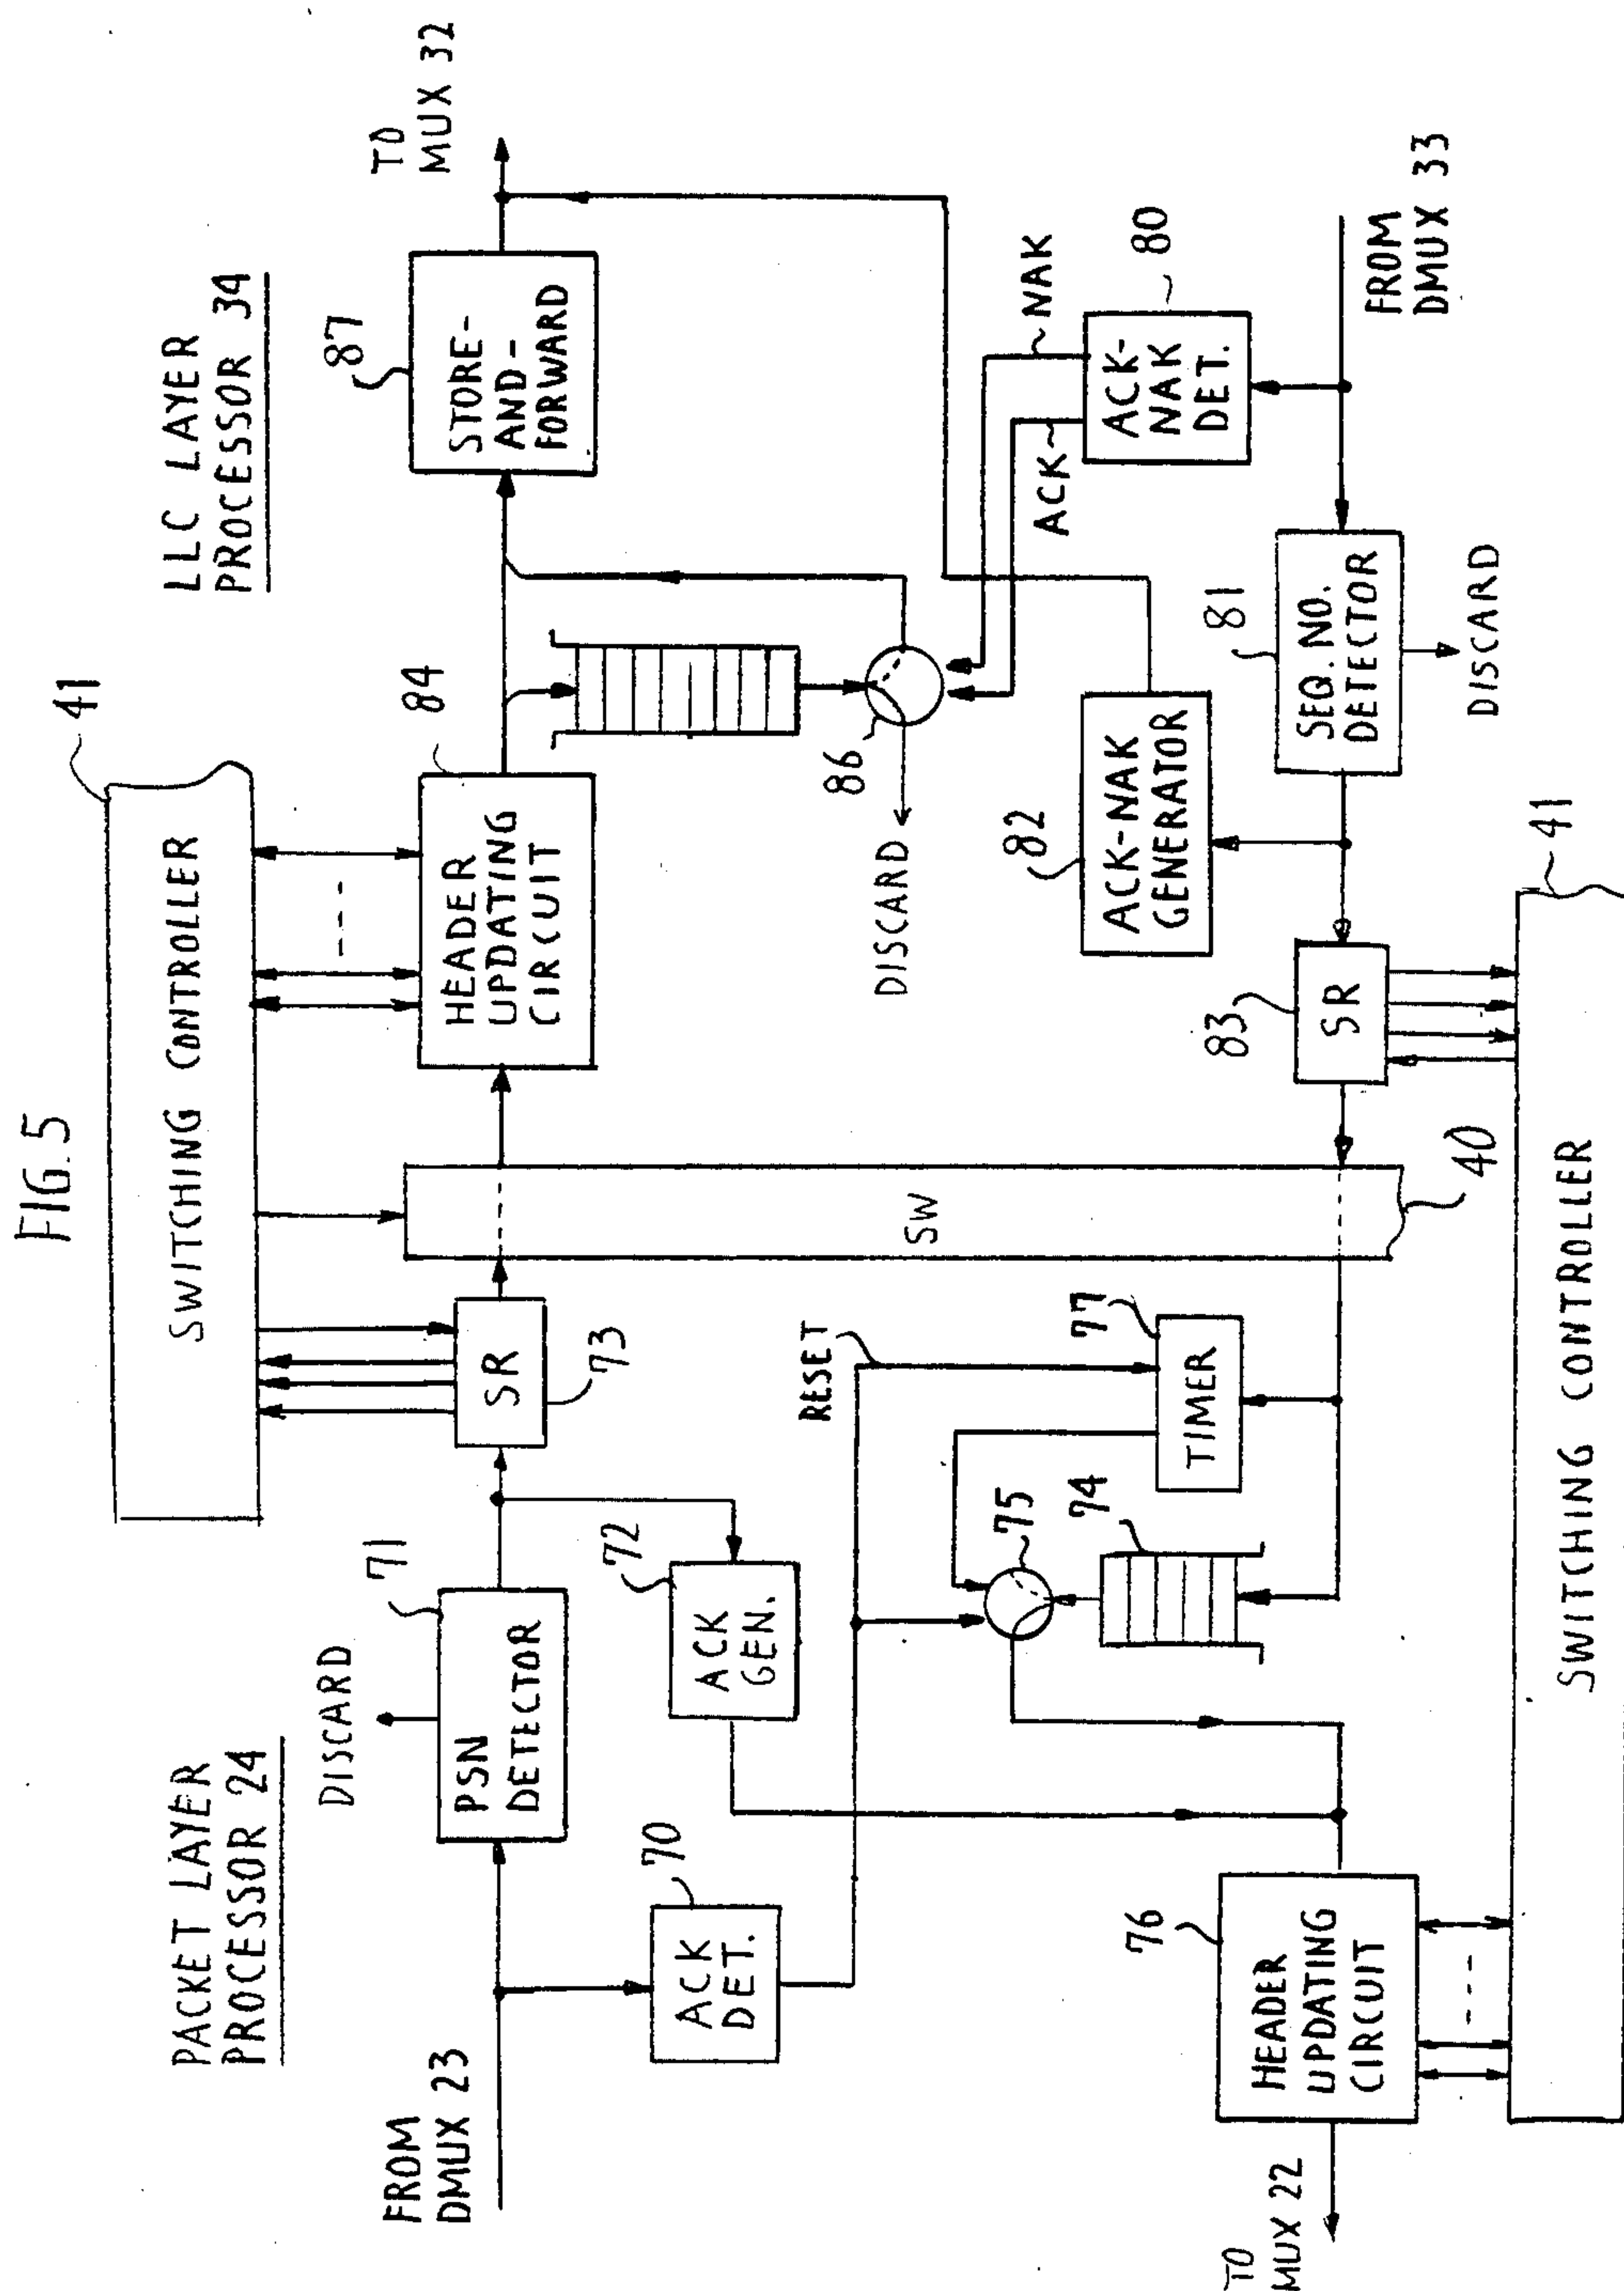 FIG. 5
41
SWITCHING CONTROLLER
PACKET LAYER
PROCESSOR 24
LLC LAYER
PROCESSOR 34
DISCARD
71
PSN
DETECTOR
FROM
DMUX 23
SR
73
84
HEADER
UPDATING
CIRCUIT
87
STORE-
AND-
FORWARD
TO
MUX 32
70
ACK
DET.
72
ACK
GEN.
RESET
SW
40
86
DISCARD
75
74
77
TIMER
82
ACK-NAK
GENERATOR
ACK
NAK
80
ACK-
NAK
DET.
76
HEADER
UPDATING
CIRCUIT
TO
MUX 22
83
SR
81
SEQ. NO.
DETECTOR
DISCARD
FROM
DMUX 33
41
SWITCHING CONTROLLER